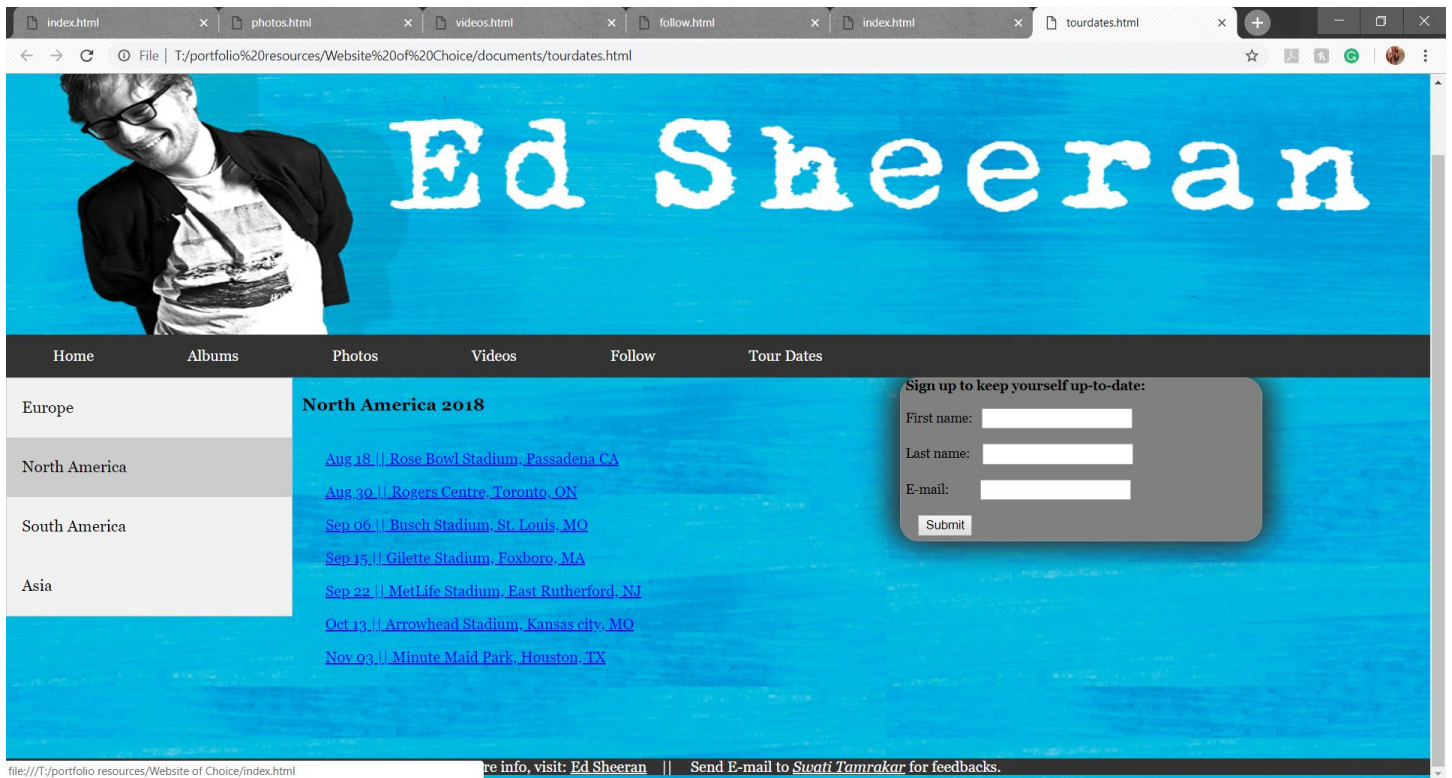 index.html photos.html videos.html follow.html index.html tourdates.html
File | T:/portfolio%20resources/Website%20of%20Choice/documents/tourdates.html
Ed Sheeran
Home Albums Photos Videos Follow Tour Dates
Europe
North America
South America
Asia
North America 2018
Aug 18 || Rose Bowl Stadium, Passadena CA
Aug 30 || Rogers Centre, Toronto, ON
Sep 06 || Busch Stadium, St. Louis, MO
Sep 15 || Gilette Stadium, Foxboro, MA
Sep 22 || MetLife Stadium, East Rutherford, NJ
Oct 13 || Arrowhead Stadium, Kansas city, MO
Nov 03 || Minute Maid Park, Houston, TX
Sign up to keep yourself up-to-date:
First name:
Last name:
E-mail:
Submit
file:///T:/portfolio resources/Website of Choice/index.html
re info, visit: Ed Sheeran || Send E-mail to Swati Tamrakar for feedbacks.